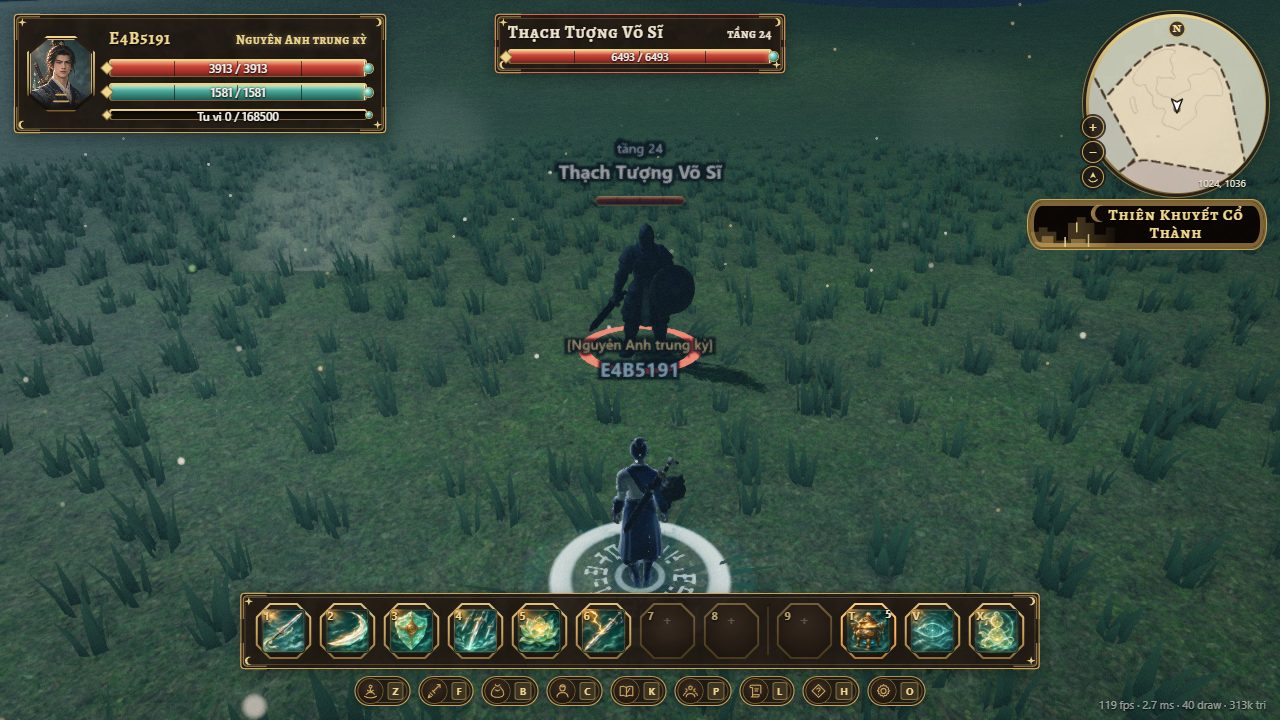 E4B5191
Nguyên Anh trung kỳ
3913 / 3913
1581 / 1581
Tu vi 0 / 168500
Thạch Tượng Võ Sĩ
tầng 24
6493 / 6493
N
+
−
1024, 1036
Thiên Khuyết Cổ
Thành
tầng 24
Thạch Tượng Võ Sĩ
[Nguyên Anh trung kỳ]
E4B5191
1 2 3 4 5 6 7 8 9 T 5 V X
Z F B C K P L H O
119 fps · 2.7 ms · 40 draw · 313k tri